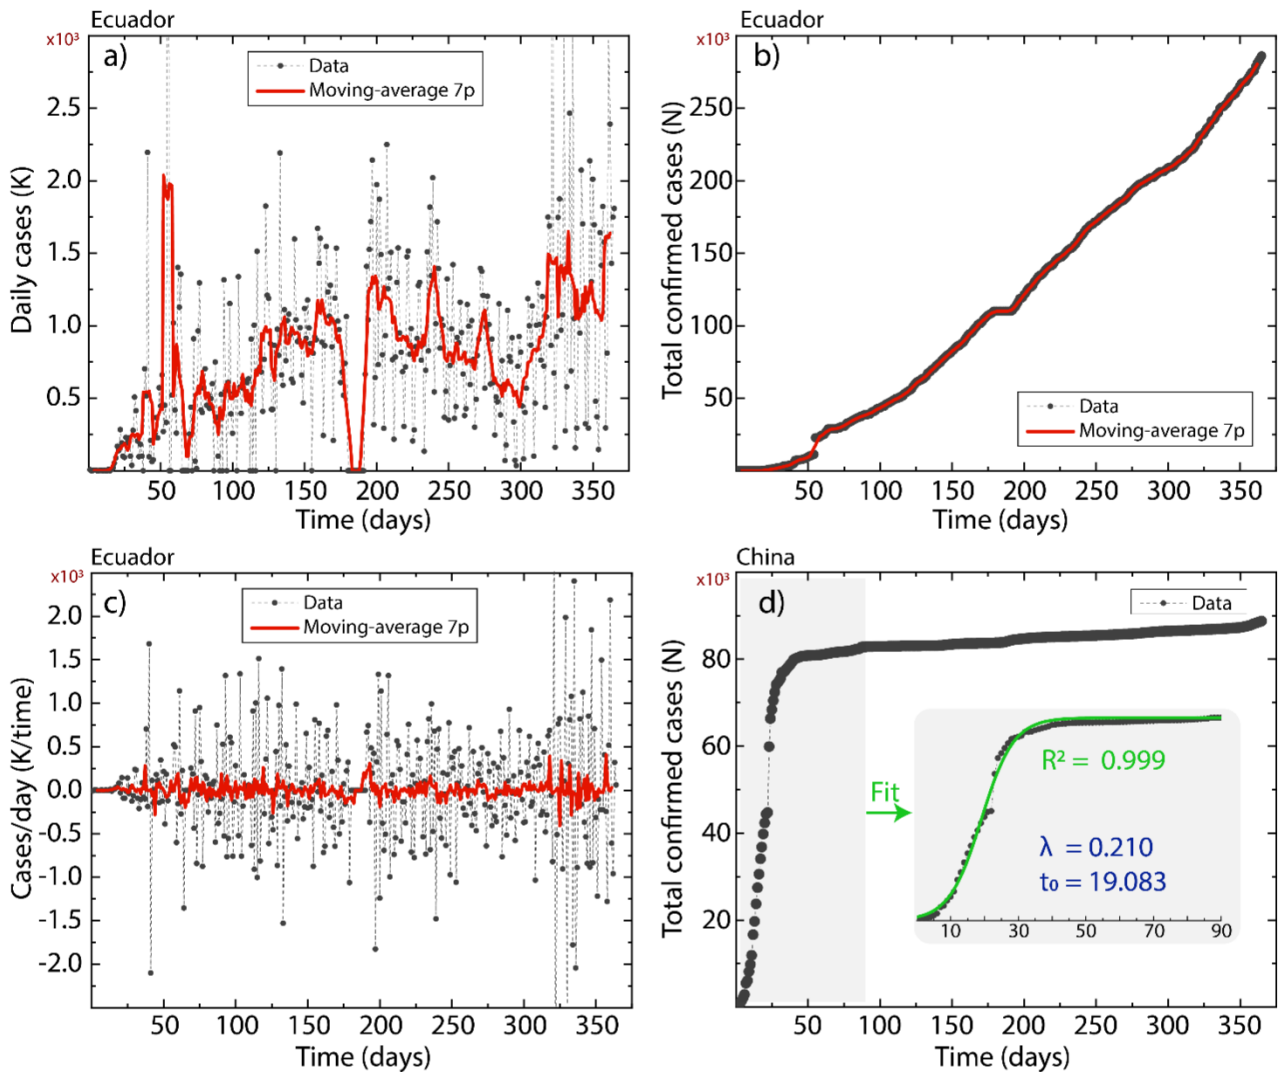 Ecuador
x10³
a)
Data
Moving-average 7p
2.5
2.0
1.5
1.0
0.5
Daily cases (K)
50 100 150 200 250 300 350
Time (days)
Ecuador
x10³
b)
250
200
150
100
50
Total confirmed cases (N)
Data
Moving-average 7p
50 100 150 200 250 300 350
Time (days)
Ecuador
x10³
c)
Data
Moving-average 7p
2.0
1.5
1.0
0.5
0.0
-0.5
-1.0
-1.5
-2.0
Cases/day (K/time)
50 100 150 200 250 300 350
Time (days)
China
x10³
d)
Data
80
60
40
20
Total confirmed cases (N)
Fit
R² = 0.999
λ = 0.210
t₀ = 19.083
10 30 50 70 90
50 100 150 200 250 300 350
Time (days)